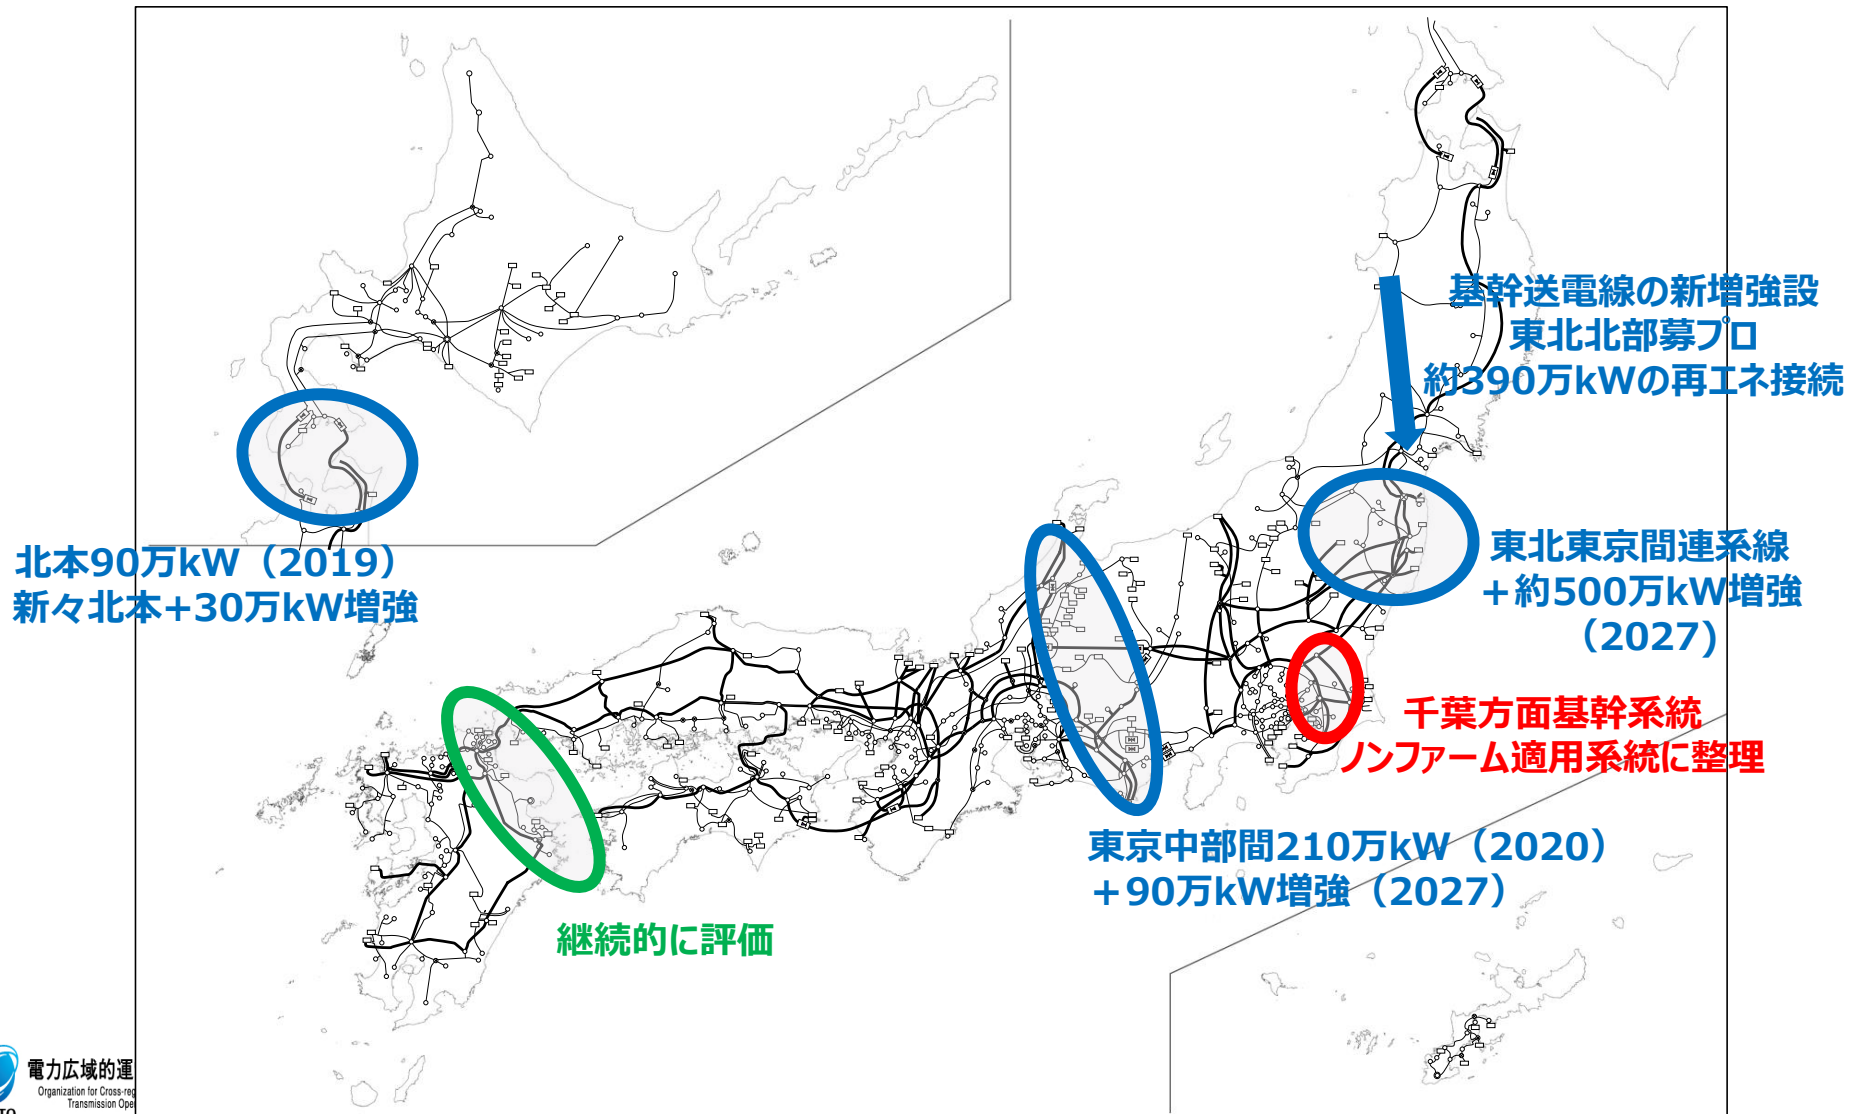 基幹送電線の新増強設
東北北部募プロ
約390万kWの再エネ接続
北本90万kW（2019）
新々北本+30万kW増強
東北東京間連系線
＋約500万kW増強
（2027)
千葉方面基幹系統
ノンファーム適用系統に整理
東京中部間210万kW（2020）
＋90万kW増強（2027）
継続的に評価
電力広域的運
Organization for Cross-reg
Transmission Ope